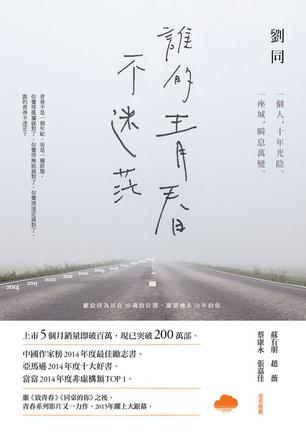 劉同
一個人，十年光陰。
一座城，瞬息萬變。
誰的青春
不迷茫
青春不是一個年紀，而是一種狀態，
你覺得孤獨就對了，你覺得無助就對了，你覺得迷茫就對了，
誰的青春不迷茫？
2014
2013
2012
2011
獻給同為站在30歲的位置，凝望過去10年的你
上市5個月銷量即破百萬，現已突破200萬部。
中國作家榜2014年度最佳勵志書、
亞馬遜2014年度十大好書、
當當2014年度非虛構類TOP 1。
繼《致青春》《同桌的你》之後，
青春系列影片又一力作，2015年躍上大銀幕。
蘇有朋 趙薇
蔡康永 張嘉佳
青春推薦